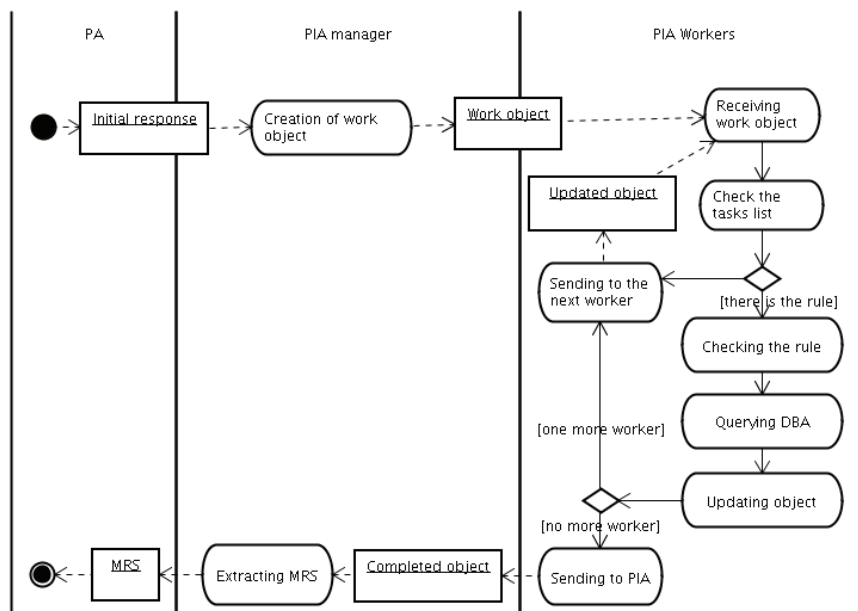 PA
PIA manager
PIA Workers
Initial response
Creation of work
object
Work object
Receiving
work object
Updated object
Check the
tasks list
Sending to the
next worker
[there is the rule]
Checking the rule
Querying DBA
[one more worker]
Updating object
[no more worker]
MRS
Extracting MRS
Completed object
Sending to PIA